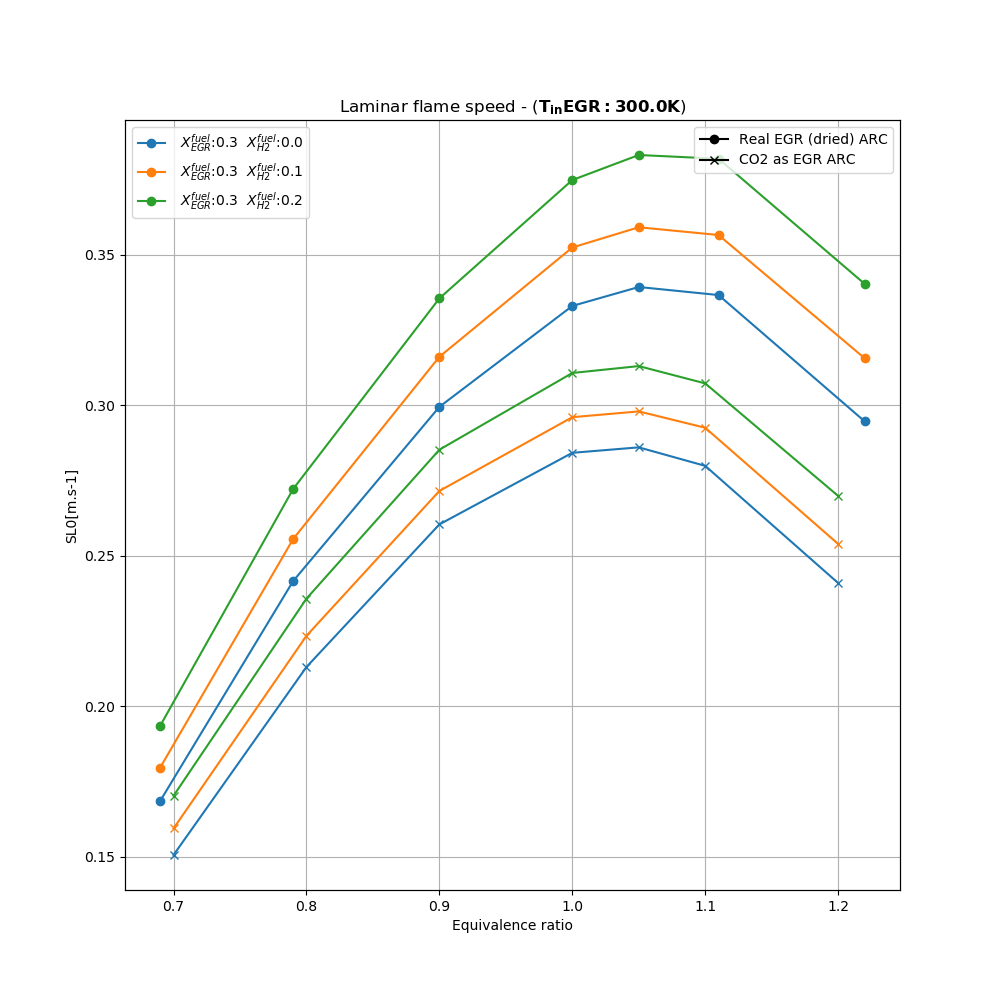 Laminar flame speed - (T_in EGR : 300.0K)
X_EGR^fuel:0.3 X_H2^fuel:0.0
X_EGR^fuel:0.3 X_H2^fuel:0.1
X_EGR^fuel:0.3 X_H2^fuel:0.2
Real EGR (dried) ARC
CO2 as EGR ARC
0.35
0.30
0.25
0.20
0.15
SL0[m.s-1]
0.7 0.8 0.9 1.0 1.1 1.2
Equivalence ratio